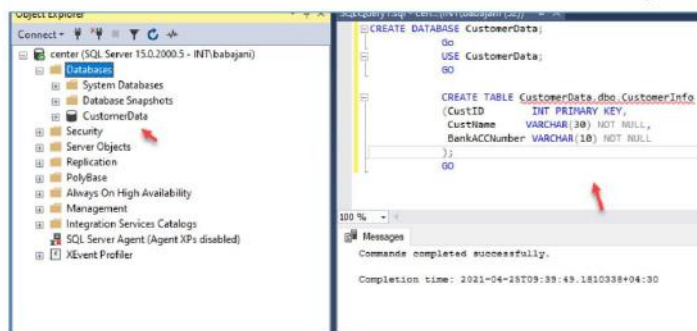 Object Explorer
Connect
center (SQL Server 15.0.2000.5 - INT\babajani)
Databases
System Databases
Database Snapshots
CustomerData
Security
Server Objects
Replication
PolyBase
Always On High Availability
Management
Integration Services Catalogs
SQL Server Agent (Agent XPs disabled)
XEvent Profiler
CREATE DATABASE CustomerData;
Go
USE CustomerData;
GO
CREATE TABLE CustomerData.dbo.CustomerInfo
(CustID INT PRIMARY KEY,
CustName VARCHAR(30) NOT NULL,
BankACCNumber VARCHAR(10) NOT NULL
);
GO
100 %
Messages
Commands completed successfully.
Completion time: 2021-04-25T09:39:49.1810338+04:30